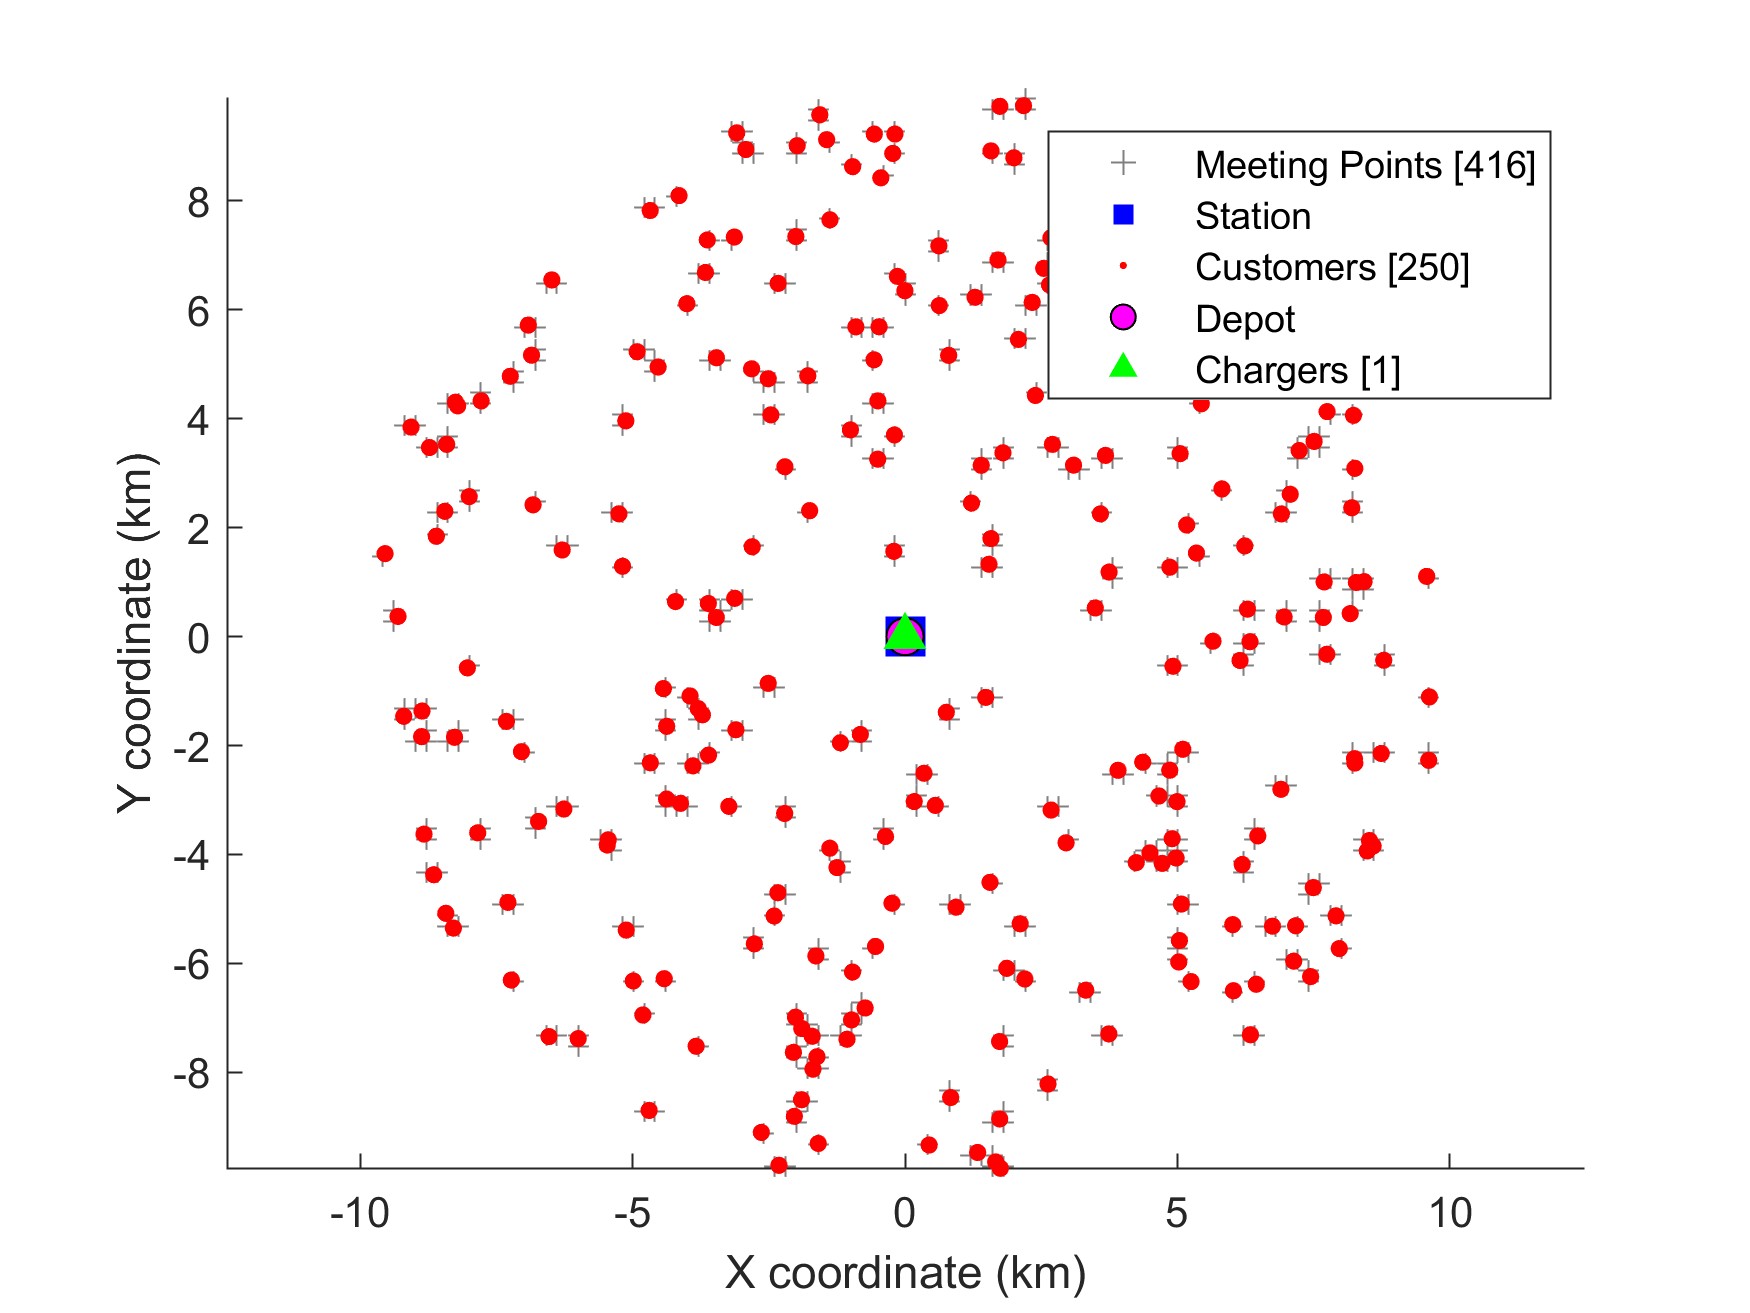 Meeting Points [416]
Station
Customers [250]
Depot
Chargers [1]
Y coordinate (km)
8
6
4
2
0
-2
-4
-6
-8
-10
-5
0
5
10
X coordinate (km)